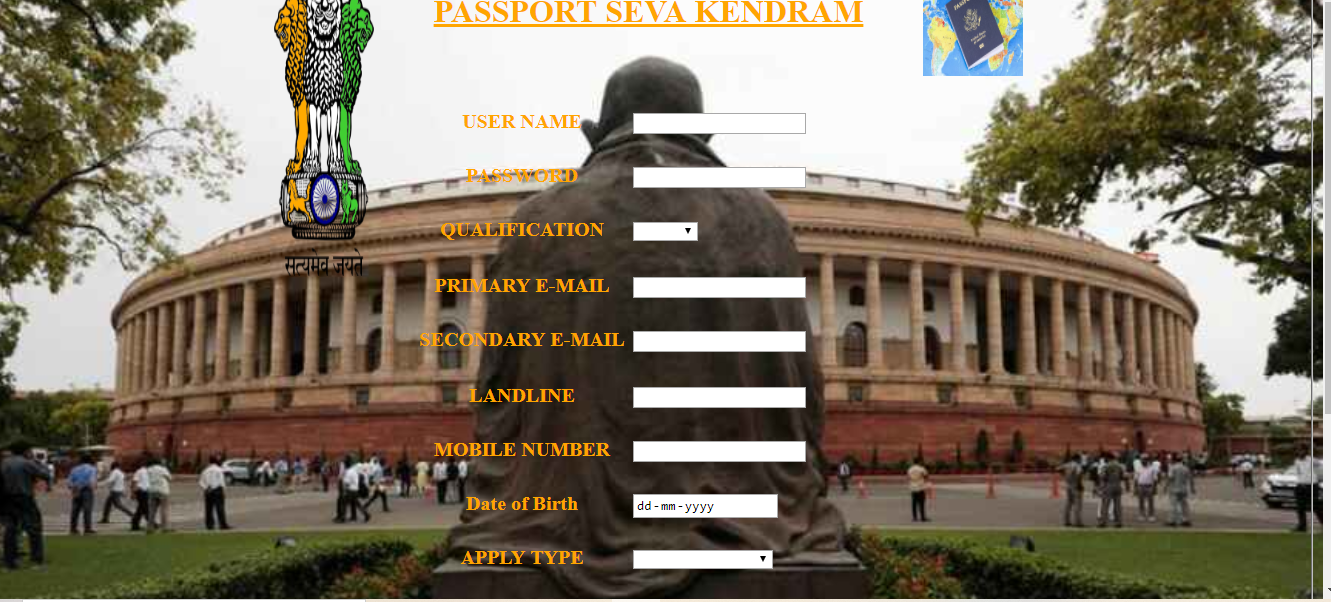 PASSPORT SEVA KENDRAM
सत्यमेव जयते
USER NAME
PASSWORD
QUALIFICATION
PRIMARY E-MAIL
SECONDARY E-MAIL
LANDLINE
MOBILE NUMBER
Date of Birth
dd-mm-yyyy
APPLY TYPE